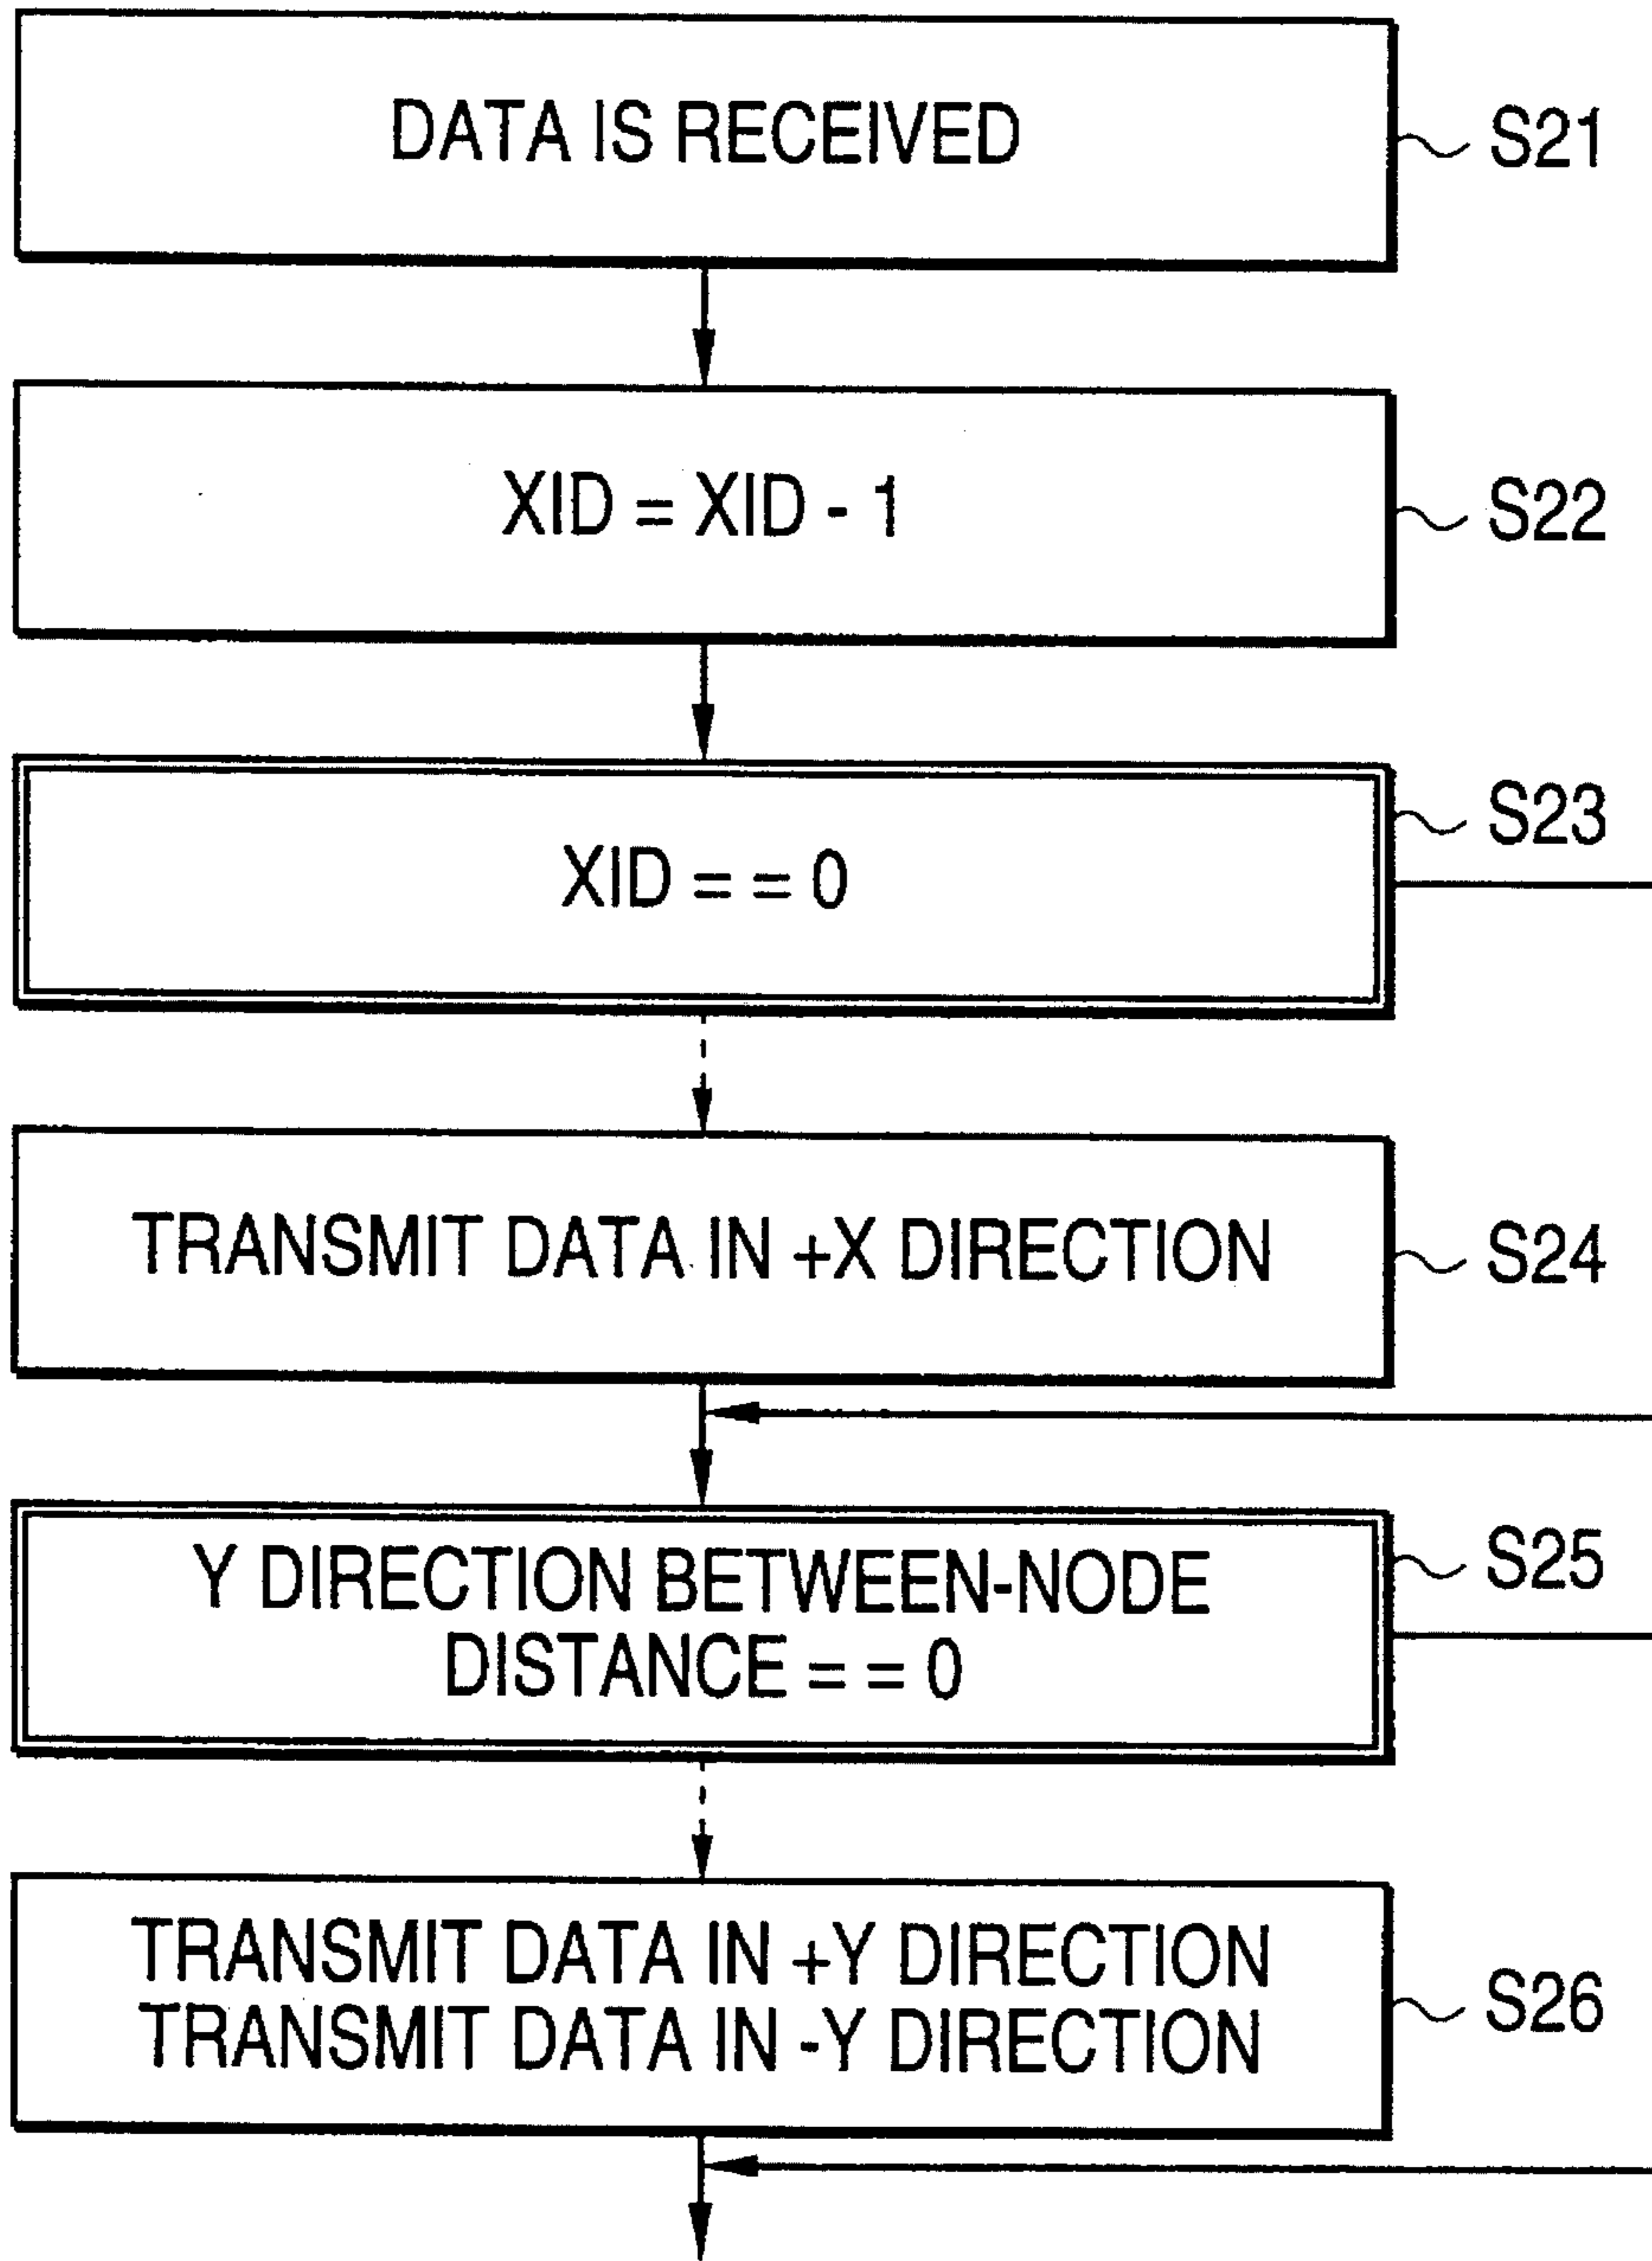 DATA IS RECEIVED
S21
XID = XID - 1
S22
S23
XID = = 0
TRANSMIT DATA IN +X DIRECTION
S24
Y DIRECTION BETWEEN-NODE
DISTANCE = = 0
S25
TRANSMIT DATA IN +Y DIRECTION
TRANSMIT DATA IN -Y DIRECTION
S26